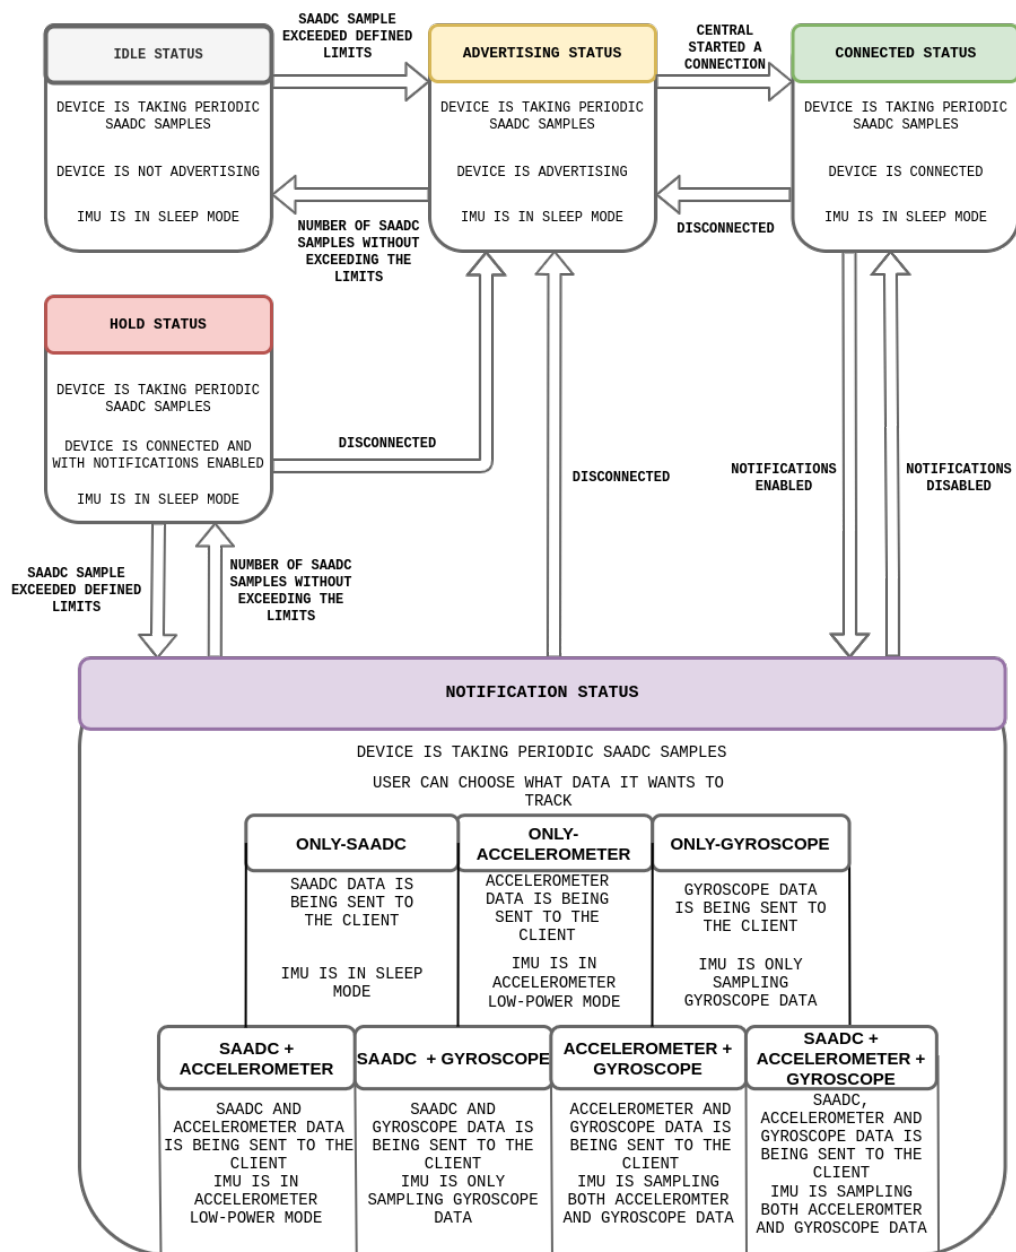 SAADC SAMPLE
EXCEEDED DEFINED
LIMITS
CENTRAL
STARTED A
CONNECTION
IDLE STATUS
ADVERTISING STATUS
CONNECTED STATUS
DEVICE IS TAKING PERIODIC
SAADC SAMPLES
DEVICE IS NOT ADVERTISING
IMU IS IN SLEEP MODE
DEVICE IS TAKING PERIODIC
SAADC SAMPLES
DEVICE IS ADVERTISING
IMU IS IN SLEEP MODE
DEVICE IS TAKING PERIODIC
SAADC SAMPLES
DEVICE IS CONNECTED
IMU IS IN SLEEP MODE
NUMBER OF SAADC
SAMPLES WITHOUT
EXCEEDING THE
LIMITS
DISCONNECTED
HOLD STATUS
DEVICE IS TAKING PERIODIC
SAADC SAMPLES
DEVICE IS CONNECTED AND
WITH NOTIFICATIONS ENABLED
IMU IS IN SLEEP MODE
DISCONNECTED
DISCONNECTED
NOTIFICATIONS
ENABLED
NOTIFICATIONS
DISABLED
SAADC SAMPLE
EXCEEDED DEFINED
LIMITS
NUMBER OF SAADC
SAMPLES WITHOUT
EXCEEDING THE
LIMITS
NOTIFICATION STATUS
DEVICE IS TAKING PERIODIC SAADC SAMPLES
USER CAN CHOOSE WHAT DATA IT WANTS TO
TRACK
ONLY-SAADC
SAADC DATA IS
BEING SENT TO
THE CLIENT
IMU IS IN SLEEP
MODE
ONLY-
ACCELEROMETER
ACCELEROMETER
DATA IS BEING
SENT TO THE
CLIENT
IMU IS IN
ACCELEROMETER
LOW-POWER MODE
ONLY-GYROSCOPE
GYROSCOPE DATA
IS BEING SENT TO
THE CLIENT
IMU IS ONLY
SAMPLING
GYROSCOPE DATA
SAADC +
ACCELEROMETER
SAADC AND
ACCELEROMETER DATA
IS BEING SENT TO THE
CLIENT
IMU IS IN
ACCELEROMETER
LOW-POWER MODE
SAADC + GYROSCOPE
SAADC AND
GYROSCOPE DATA IS
BEING SENT TO THE
CLIENT
IMU IS ONLY
SAMPLING GYROSCOPE
DATA
ACCELEROMETER +
GYROSCOPE
ACCELEROMETER AND
GYROSCOPE DATA IS
BEING SENT TO THE
CLIENT
IMU IS SAMPLING
BOTH ACCELEROMTER
AND GYROSCOPE DATA
SAADC +
ACCELEROMETER +
GYROSCOPE
SAADC,
ACCELEROMETER AND
GYROSCOPE DATA IS
BEING SENT TO THE
CLIENT
IMU IS SAMPLING
BOTH ACCELEROMTER
AND GYROSCOPE DATA